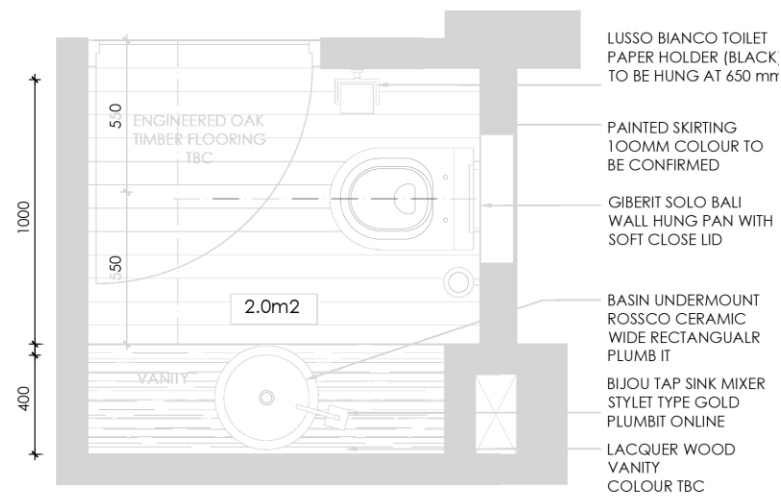 LUSSO BIANCO TOILET
PAPER HOLDER (BLACK)
TO BE HUNG AT 650 mm
ENGINEERED OAK
TIMBER FLOORING
TBC
550
PAINTED SKIRTING
1OOMM COLOUR TO
BE CONFIRMED
1000
GIBERIT SOLO BALI
WALL HUNG PAN WITH
SOFT CLOSE LID
550
2.0m2
BASIN UNDERMOUNT
ROSSCO CERAMIC
WIDE RECTANGUALR
PLUMB IT
VANITY
400
BIJOU TAP SINK MIXER
STYLET TYPE GOLD
PLUMBIT ONLINE
LACQUER WOOD
VANITY
COLOUR TBC